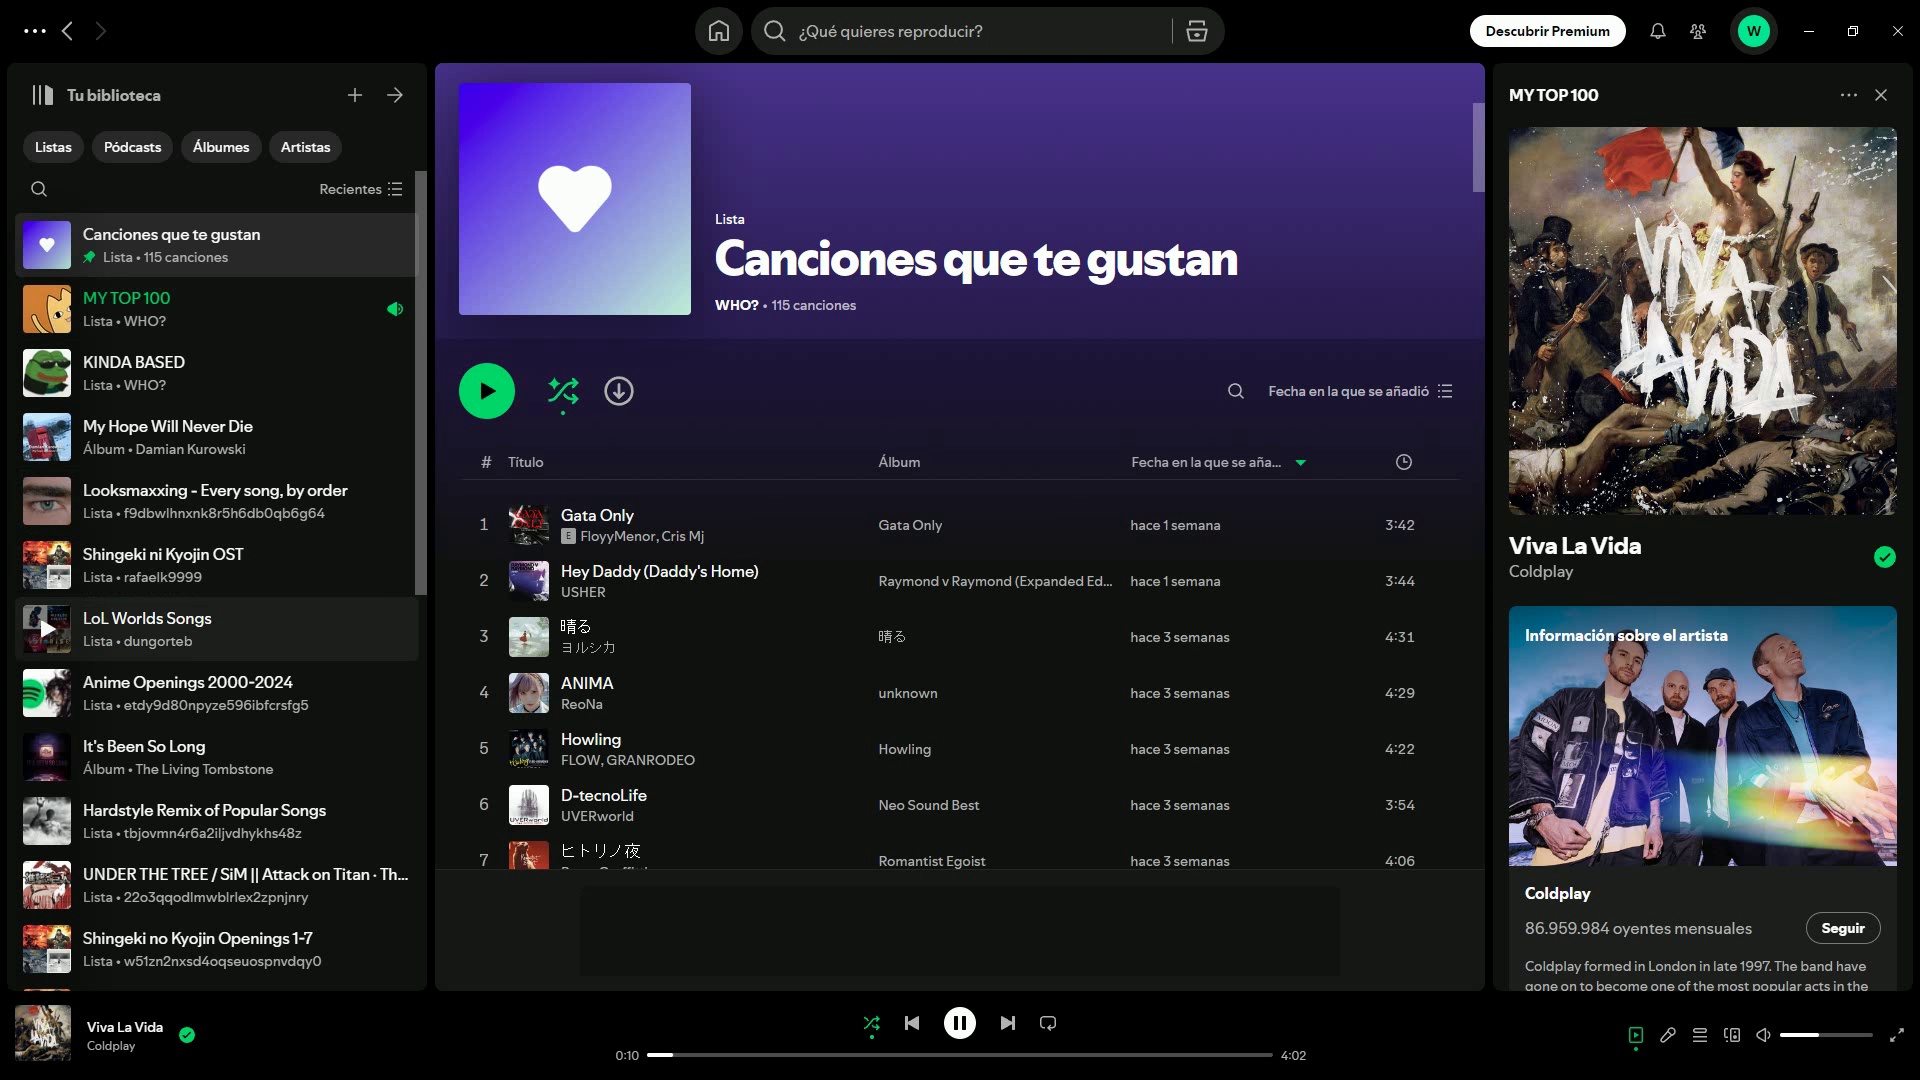 ¿Qué quieres reproducir?
Descubrir Premium
W
Tu biblioteca
Listas
Pódcasts
Álbumes
Artistas
Recientes
Canciones que te gustan
Lista • 115 canciones
MY TOP 100
Lista • WHO?
KINDA BASED
Lista • WHO?
My Hope Will Never Die
Álbum • Damian Kurowski
Looksmaxxing - Every song, by order
Lista • f9dbwlhnxnk8r5h6db0qb6g64
Shingeki ni Kyojin OST
Lista • rafaelk9999
LoL Worlds Songs
Lista • dungorteb
Anime Openings 2000-2024
Lista • etdy9d80npyze596ibfcrsfg5
It's Been So Long
Álbum • The Living Tombstone
Hardstyle Remix of Popular Songs
Lista • tbjovmn4r6a2iljvdhykhs48z
UNDER THE TREE / SiM || Attack on Titan · Th...
Lista • 22o3qqodlmwblrlex2zpnjnry
Shingeki no Kyojin Openings 1-7
Lista • w51zn2nxsd4oqseuospnvdqy0
Lista
Canciones que te gustan
WHO? • 115 canciones
Fecha en la que se añadió
# Título Álbum Fecha en la que se aña...
1 Gata Only Gata Only hace 1 semana 3:42
E FloyyMenor, Cris Mj
2 Hey Daddy (Daddy's Home) Raymond v Raymond (Expanded Ed... hace 1 semana 3:44
USHER
3 晴る 晴る hace 3 semanas 4:31
ヨルシカ
4 ANIMA unknown hace 3 semanas 4:29
ReoNa
5 Howling Howling hace 3 semanas 4:22
FLOW, GRANRODEO
6 D-tecnoLife Neo Sound Best hace 3 semanas 3:54
UVERworld
7 ヒトリノ夜 Romantist Egoist hace 3 semanas 4:06
MY TOP 100
VIVA
LA VIDA
Viva La Vida
Coldplay
Información sobre el artista
Coldplay
86.959.984 oyentes mensuales
Seguir
Coldplay formed in London in late 1997. The band have
gone on to become one of the most popular acts in the
Viva La Vida
Coldplay
0:10
4:02